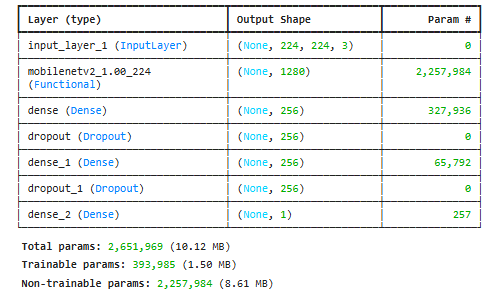 Layer (type) Output Shape Param #
input_layer_1 (InputLayer) (None, 224, 224, 3) 0
mobilenetv2_1.00_224 (None, 1280) 2,257,984
(Functional)
dense (Dense) (None, 256) 327,936
dropout (Dropout) (None, 256) 0
dense_1 (Dense) (None, 256) 65,792
dropout_1 (Dropout) (None, 256) 0
dense_2 (Dense) (None, 1) 257
Total params: 2,651,969 (10.12 MB)
Trainable params: 393,985 (1.50 MB)
Non-trainable params: 2,257,984 (8.61 MB)